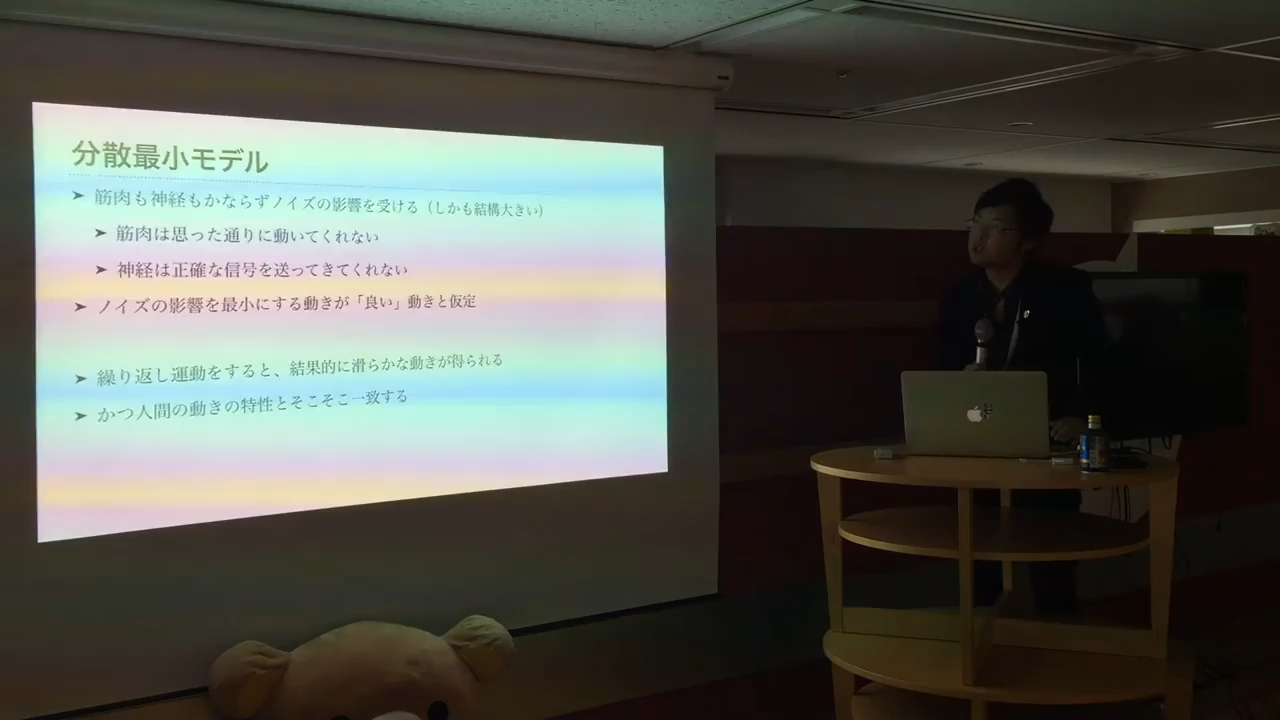 分散最小モデル
➤ 筋肉も神経もかならずノイズの影響を受ける（しかも結構大きい）
➤ 筋肉は思った通りに動いてくれない
➤ 神経は正確な信号を送ってきてくれない
➤ ノイズの影響を最小にする動きが「良い」動きと仮定
➤ 繰り返し運動をすると、結果的に滑らかな動きが得られる
➤ かつ人間の動きの特性とそこそこ一致する